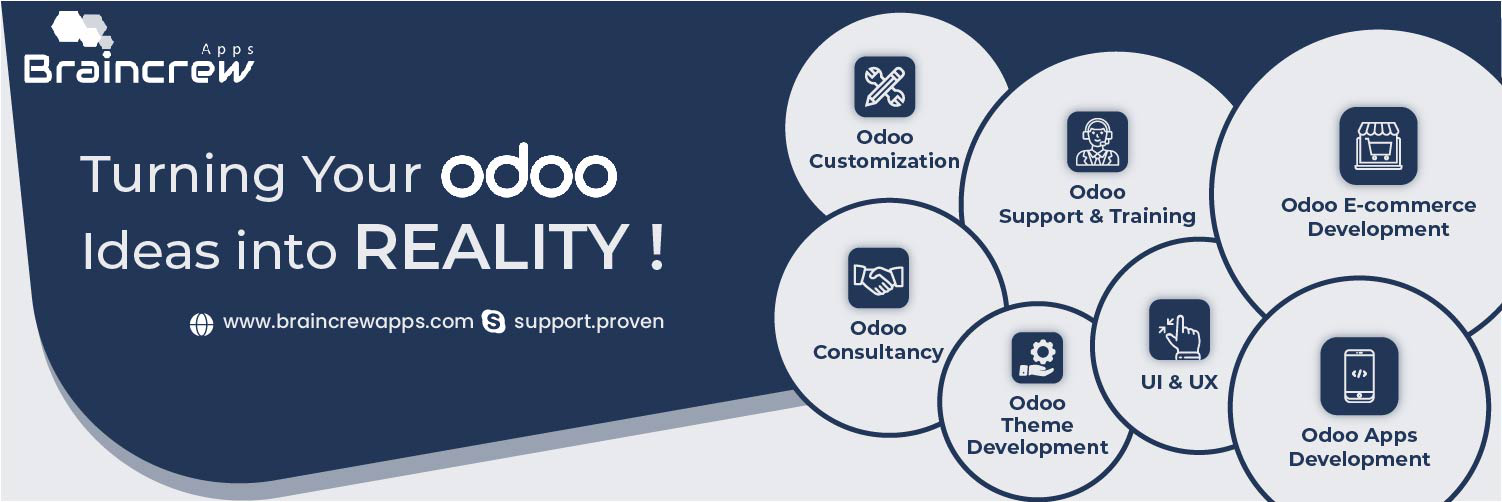 Apps
Braincrew
Turning Your odoo
Ideas into REALITY !
www.braincrewapps.com support.proven
Odoo
Customization
Odoo
Support & Training
Odoo E-commerce
Development
Odoo
Consultancy
Odoo
Theme
Development
UI & UX
Odoo Apps
Development